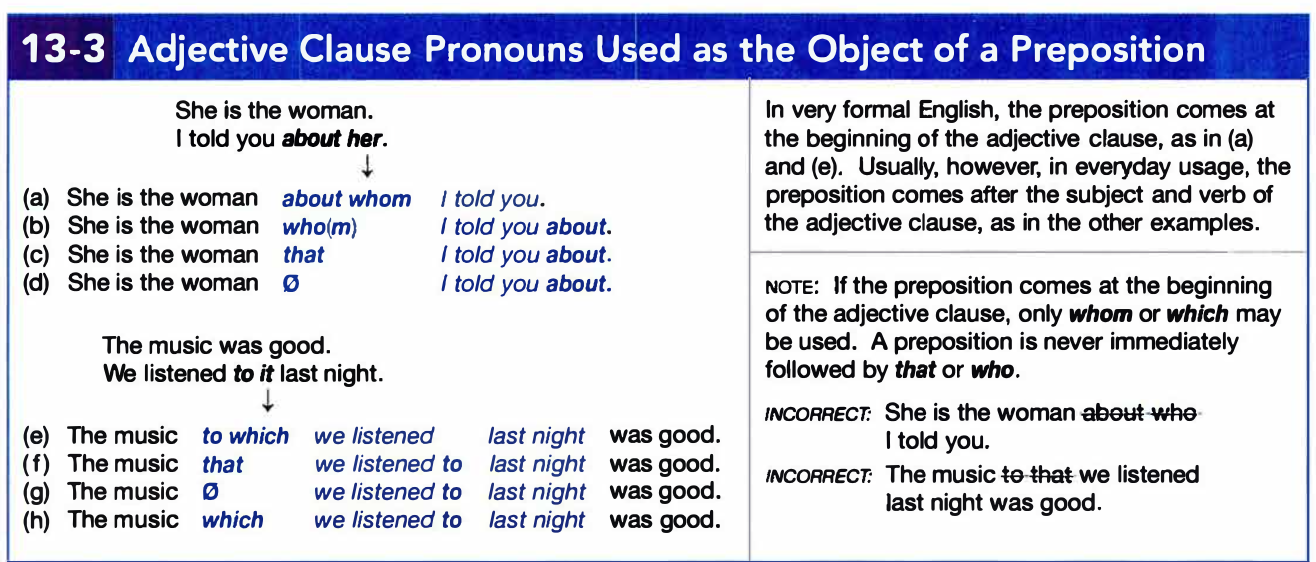 13-3 Adjective Clause Pronouns Used as the Object of a Preposition
She is the woman.
I told you about her.
(a) She is the woman about whom I told you.
(b) She is the woman who(m) I told you about.
(c) She is the woman that I told you about.
(d) She is the woman Ø I told you about.
The music was good.
We listened to it last night.
(e) The music to which we listened last night was good.
(f) The music that we listened to last night was good.
(g) The music Ø we listened to last night was good.
(h) The music which we listened to last night was good.
In very formal English, the preposition comes at
the beginning of the adjective clause, as in (a)
and (e). Usually, however, in everyday usage, the
preposition comes after the subject and verb of
the adjective clause, as in the other examples.
NOTE: If the preposition comes at the beginning
of the adjective clause, only whom or which may
be used. A preposition is never immediately
followed by that or who.
INCORRECT: She is the woman about who
I told you.
INCORRECT: The music to that we listened
last night was good.